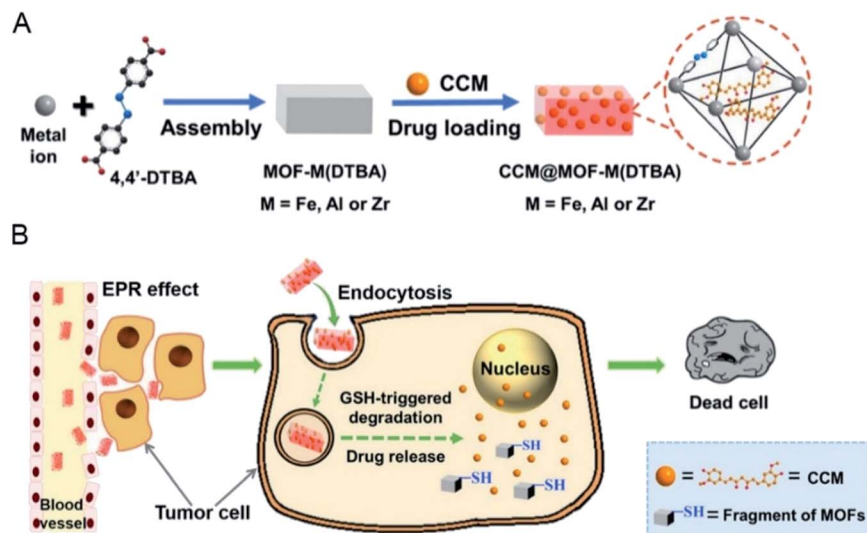 A
Metal
ion
+
4,4'-DTBA
Assembly
MOF-M(DTBA)
M = Fe, Al or Zr
CCM
Drug loading
CCM@MOF-M(DTBA)
M = Fe, Al or Zr
B
EPR effect
Blood
vessel
Tumor cell
Endocytosis
GSH-triggered
degradation
Drug release
Nucleus
-SH
-SH
-SH
Dead cell
= = CCM
-SH = Fragment of MOFs